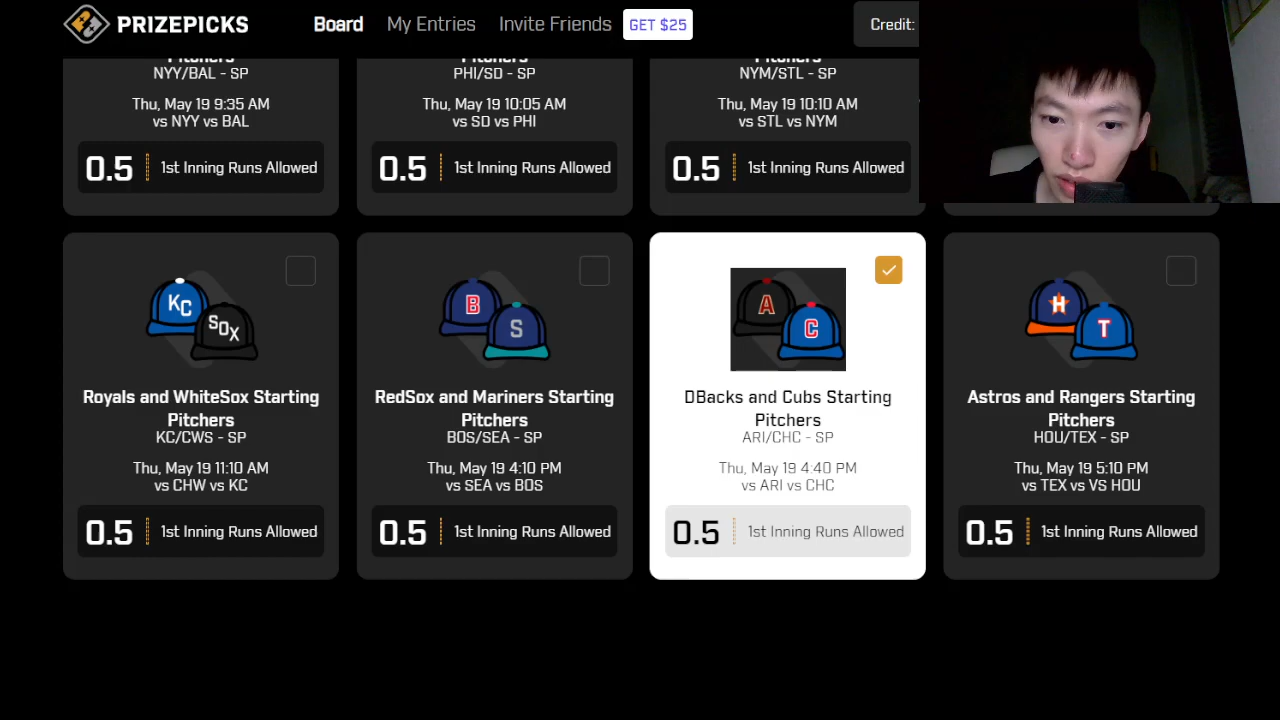 PRIZEPICKS
Board
My Entries
Invite Friends
GET $25
Credit:
Pitchers
NYY/BAL - SP
Thu, May 19 9:35 AM
vs NYY vs BAL
0.5
1st Inning Runs Allowed
Pitchers
PHI/SD - SP
Thu, May 19 10:05 AM
vs SD vs PHI
0.5
1st Inning Runs Allowed
Pitchers
NYM/STL - SP
Thu, May 19 10:10 AM
vs STL vs NYM
0.5
1st Inning Runs Allowed
KC
SOX
Royals and WhiteSox Starting
Pitchers
KC/CWS - SP
Thu, May 19 11:10 AM
vs CHW vs KC
0.5
1st Inning Runs Allowed
B
S
RedSox and Mariners Starting
Pitchers
BOS/SEA - SP
Thu, May 19 4:10 PM
vs SEA vs BOS
0.5
1st Inning Runs Allowed
A
C
DBacks and Cubs Starting
Pitchers
ARI/CHC - SP
Thu, May 19 4:40 PM
vs ARI vs CHC
0.5
1st Inning Runs Allowed
H
T
Astros and Rangers Starting
Pitchers
HOU/TEX - SP
Thu, May 19 5:10 PM
vs TEX vs VS HOU
0.5
1st Inning Runs Allowed